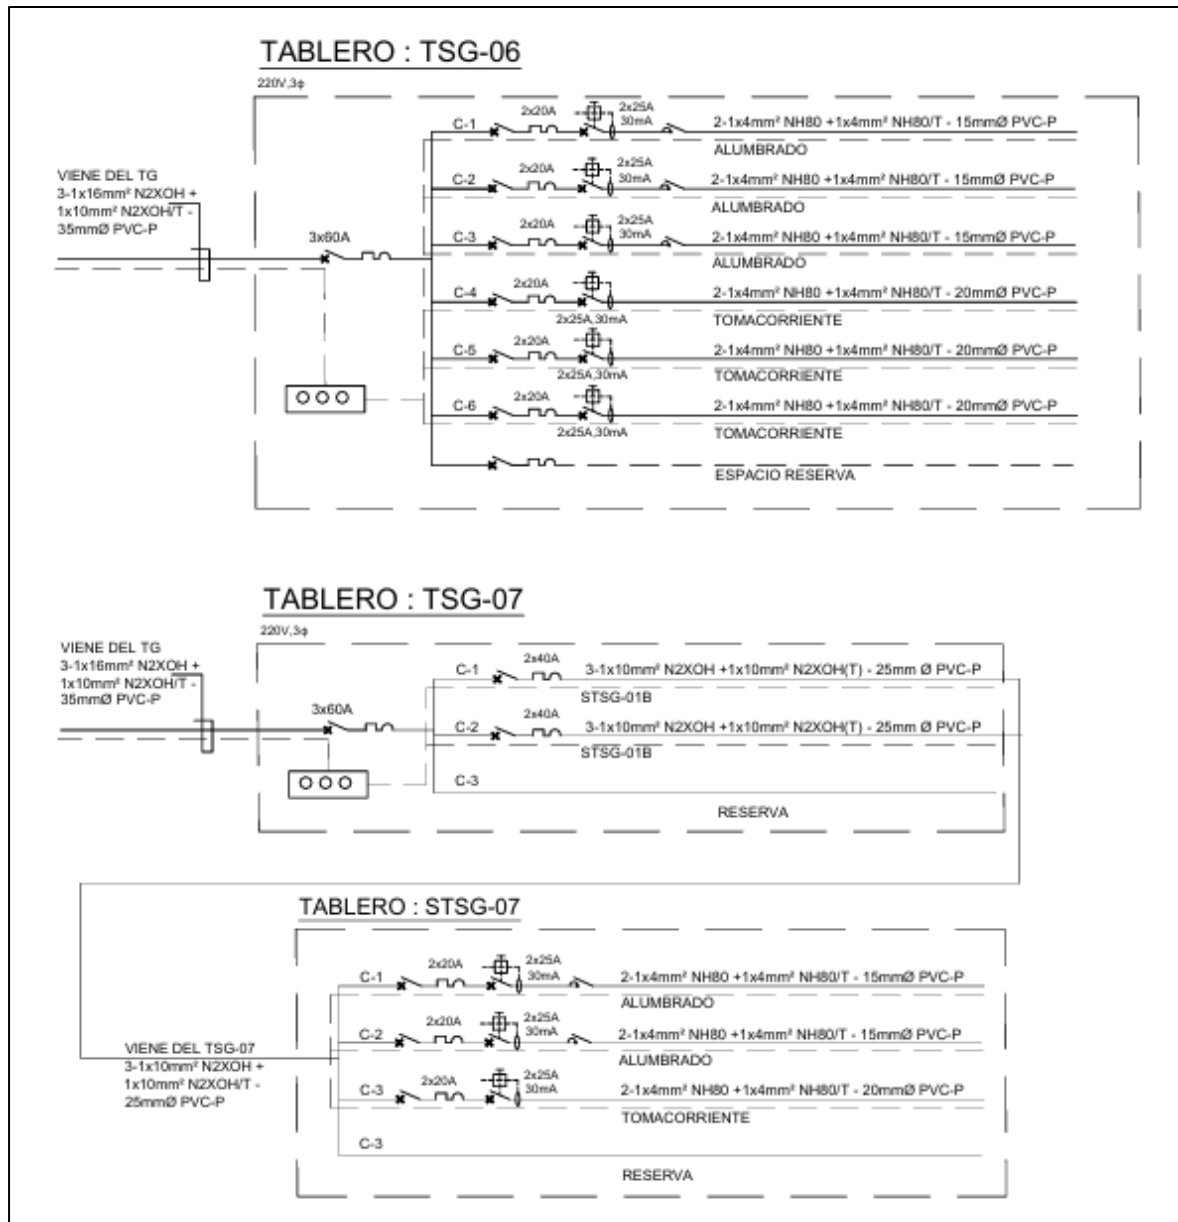 TABLERO : TSG-06
220V,3ϕ
VIENE DEL TG
3-1x16mm² N2XOH +
1x10mm² N2XOH/T -
35mmØ PVC-P
3x60A
C-1 2x20A 2x25A 30mA 2-1x4mm² NH80 +1x4mm² NH80/T - 15mmØ PVC-P
ALUMBRADO
C-2 2x20A 2x25A 30mA 2-1x4mm² NH80 +1x4mm² NH80/T - 15mmØ PVC-P
ALUMBRADO
C-3 2x20A 2x25A 30mA 2-1x4mm² NH80 +1x4mm² NH80/T - 15mmØ PVC-P
ALUMBRADO
C-4 2x20A 2x25A,30mA 2-1x4mm² NH80 +1x4mm² NH80/T - 20mmØ PVC-P
TOMACORRIENTE
C-5 2x20A 2x25A,30mA 2-1x4mm² NH80 +1x4mm² NH80/T - 20mmØ PVC-P
TOMACORRIENTE
C-6 2x20A 2x25A,30mA 2-1x4mm² NH80 +1x4mm² NH80/T - 20mmØ PVC-P
TOMACORRIENTE
ESPACIO RESERVA
TABLERO : TSG-07
220V,3ϕ
VIENE DEL TG
3-1x16mm² N2XOH +
1x10mm² N2XOH/T -
35mmØ PVC-P
3x60A
C-1 2x40A 3-1x10mm² N2XOH +1x10mm² N2XOH(T) - 25mm Ø PVC-P
STSG-01B
C-2 2x40A 3-1x10mm² N2XOH +1x10mm² N2XOH(T) - 25mm Ø PVC-P
STSG-01B
C-3
RESERVA
TABLERO : STSG-07
VIENE DEL TSG-07
3-1x10mm² N2XOH +
1x10mm² N2XOH/T -
25mmØ PVC-P
C-1 2x20A 2x25A 30mA 2-1x4mm² NH80 +1x4mm² NH80/T - 15mmØ PVC-P
ALUMBRADO
C-2 2x20A 2x25A 30mA 2-1x4mm² NH80 +1x4mm² NH80/T - 15mmØ PVC-P
ALUMBRADO
C-3 2x20A 2x25A 30mA 2-1x4mm² NH80 +1x4mm² NH80/T - 20mmØ PVC-P
TOMACORRIENTE
C-3
RESERVA